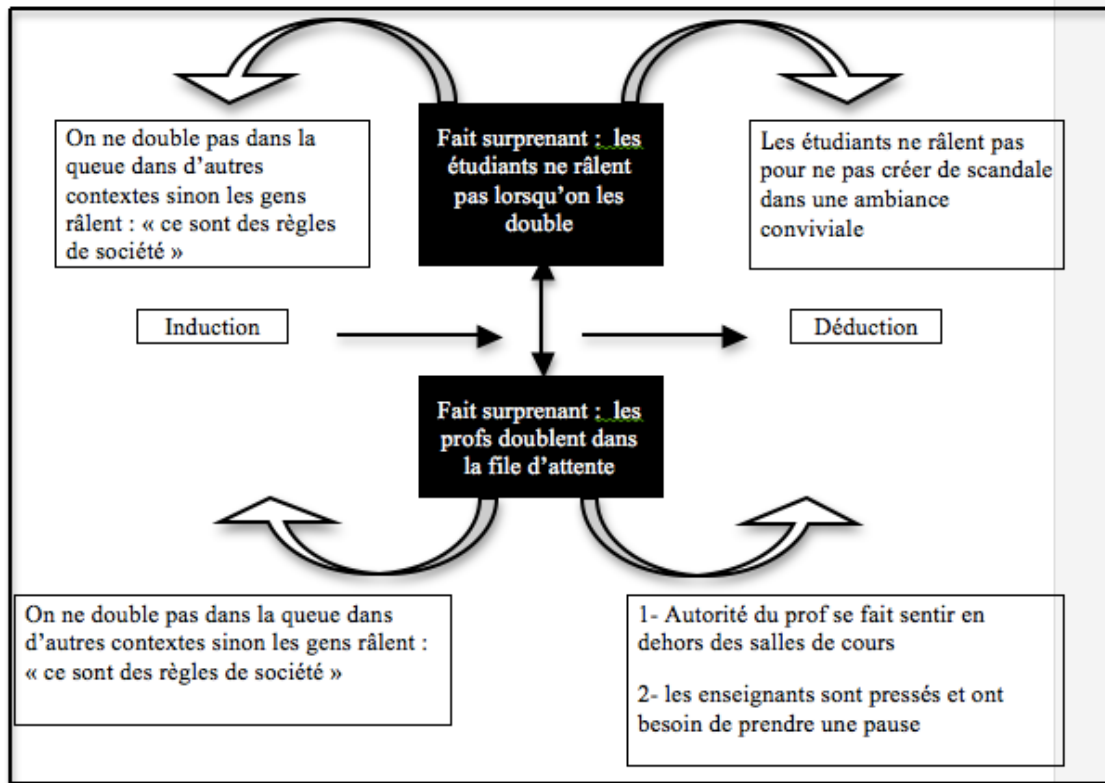 On ne double pas dans la
queue dans d'autres
contextes sinon les gens
râlent : « ce sont des règles
de société »
Fait surprenant : les
étudiants ne râlent
pas lorsqu'on les
double
Les étudiants ne râlent pas
pour ne pas créer de scandale
dans une ambiance
conviviale
Induction
Déduction
Fait surprenant : les
profs doublent dans
la file d'attente
On ne double pas dans la queue dans
d'autres contextes sinon les gens râlent :
« ce sont des règles de société »
1- Autorité du prof se fait sentir en
dehors des salles de cours
2- les enseignants sont pressés et ont
besoin de prendre une pause